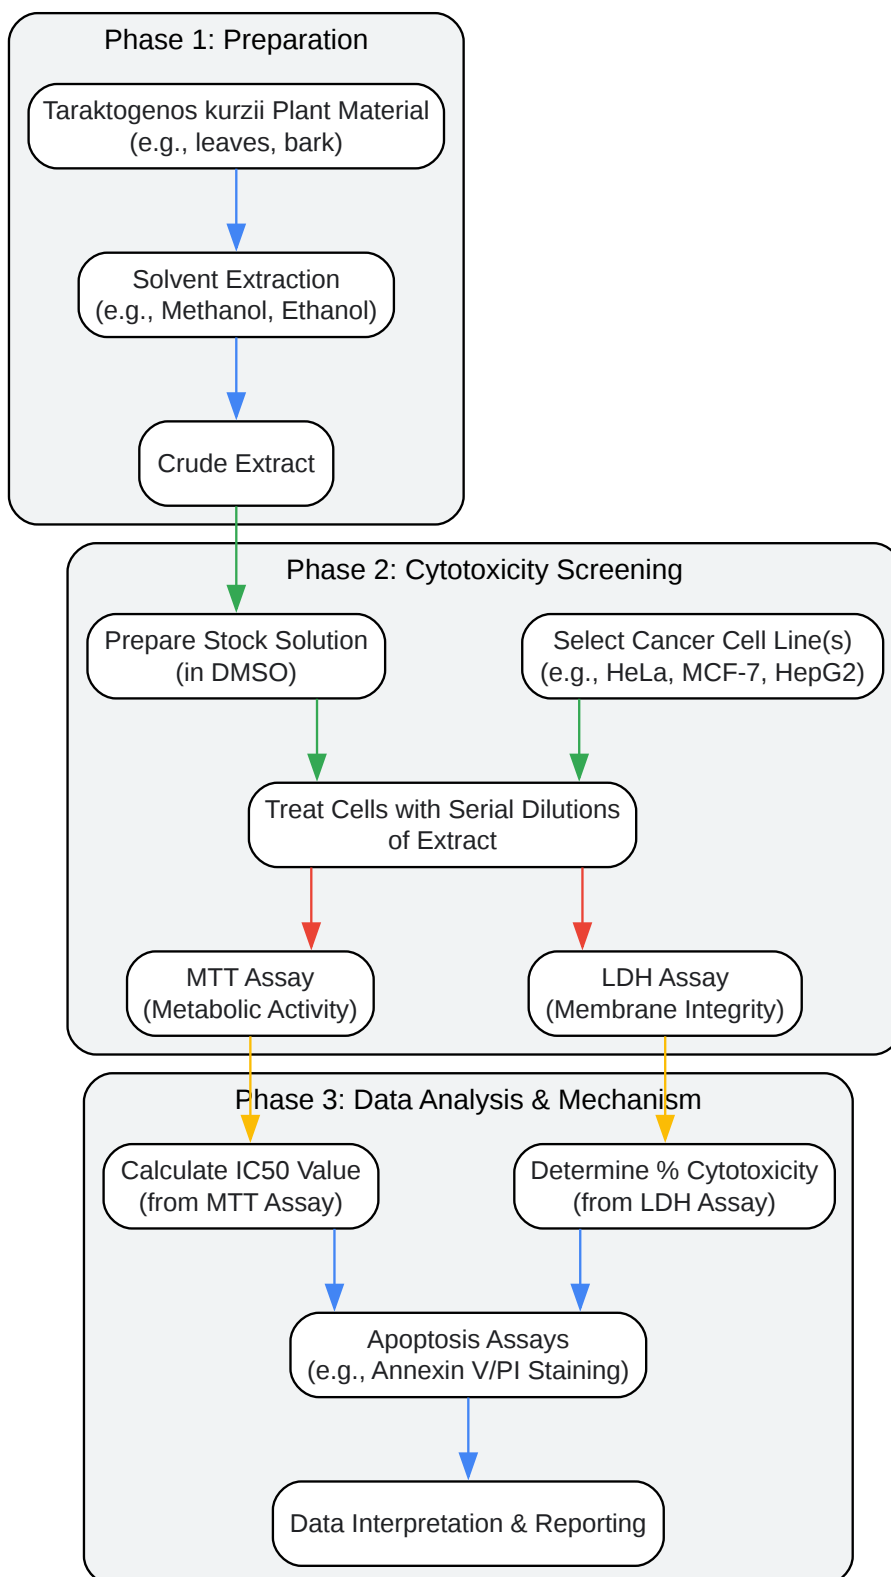 Phase 1: Preparation
Taraktogenos kurzii Plant Material
(e.g., leaves, bark)
Solvent Extraction
(e.g., Methanol, Ethanol)
Crude Extract
Phase 2: Cytotoxicity Screening
Prepare Stock Solution
(in DMSO)
Select Cancer Cell Line(s)
(e.g., HeLa, MCF-7, HepG2)
Treat Cells with Serial Dilutions
of Extract
MTT Assay
(Metabolic Activity)
LDH Assay
(Membrane Integrity)
Phase 3: Data Analysis & Mechanism
Calculate IC50 Value
(from MTT Assay)
Determine % Cytotoxicity
(from LDH Assay)
Apoptosis Assays
(e.g., Annexin V/PI Staining)
Data Interpretation & Reporting